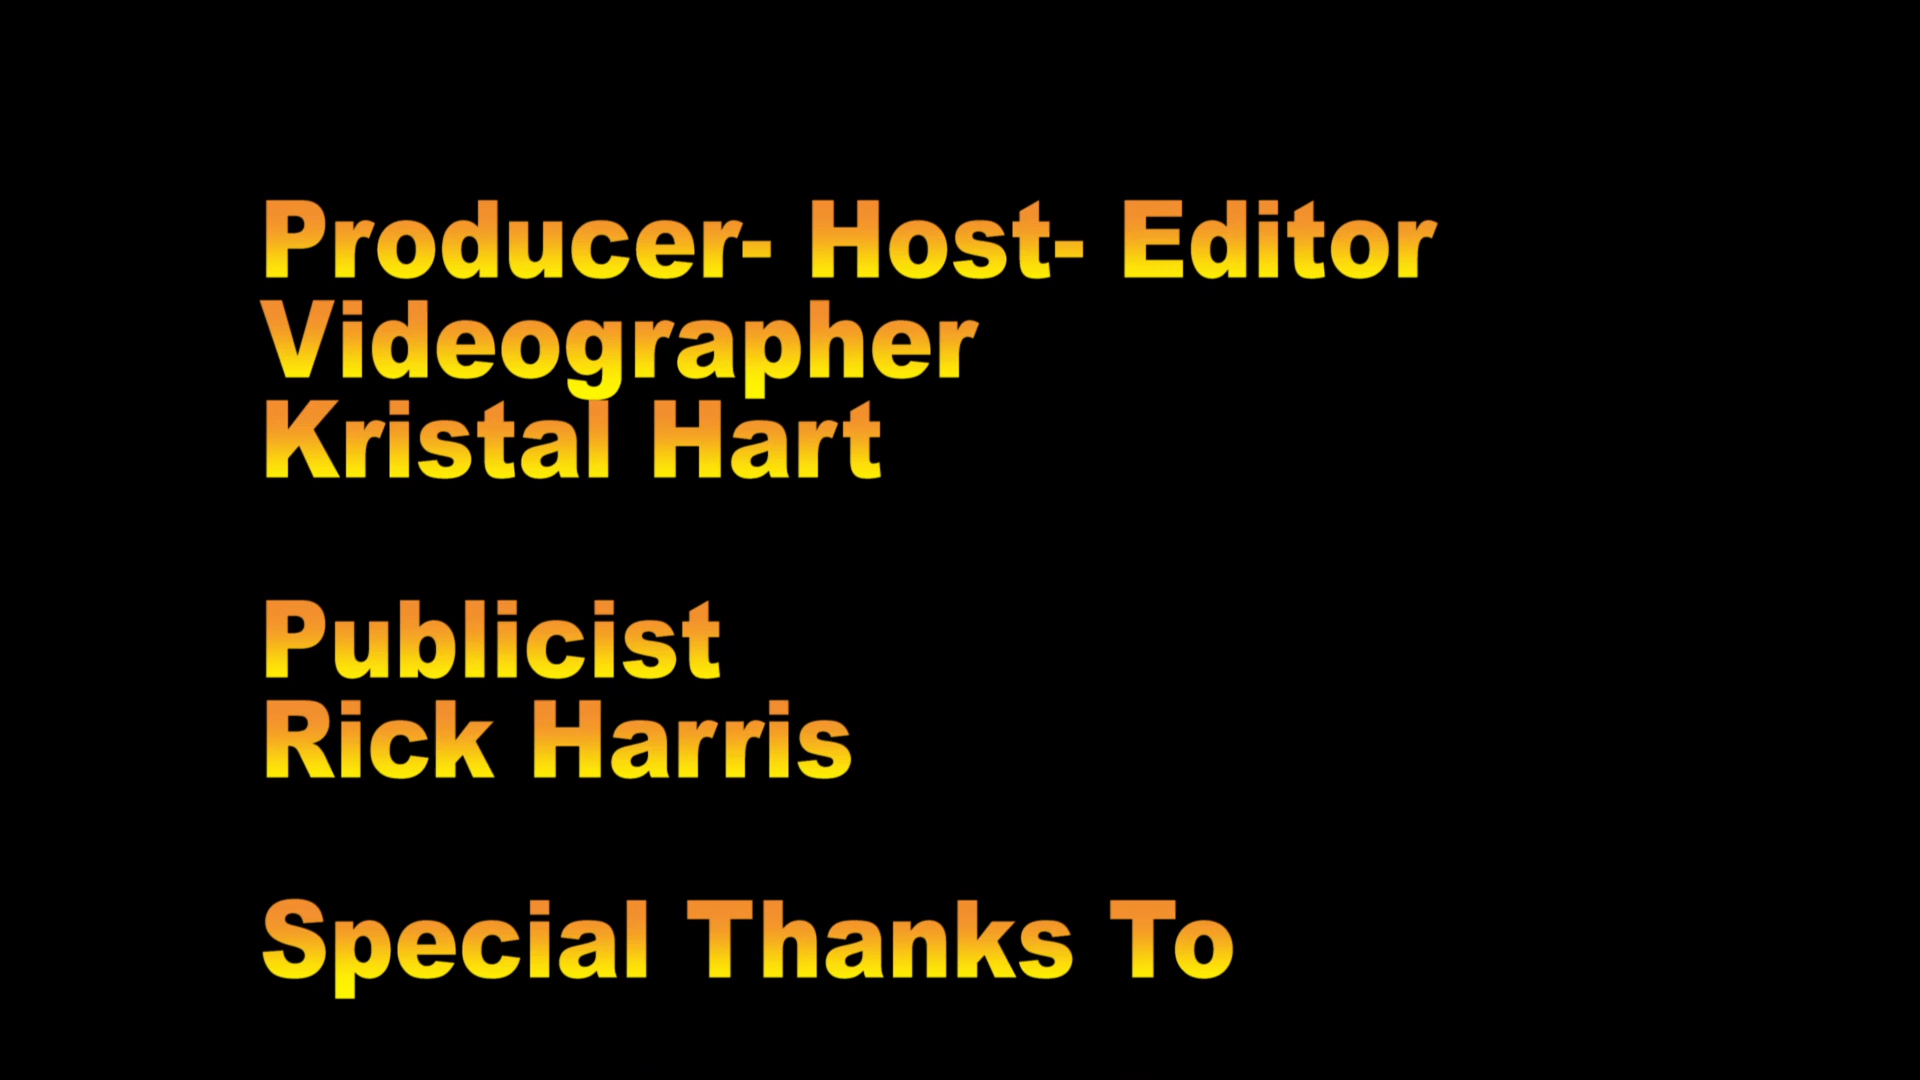 Producer- Host- Editor
Videographer
Kristal Hart
Publicist
Rick Harris
Special Thanks To